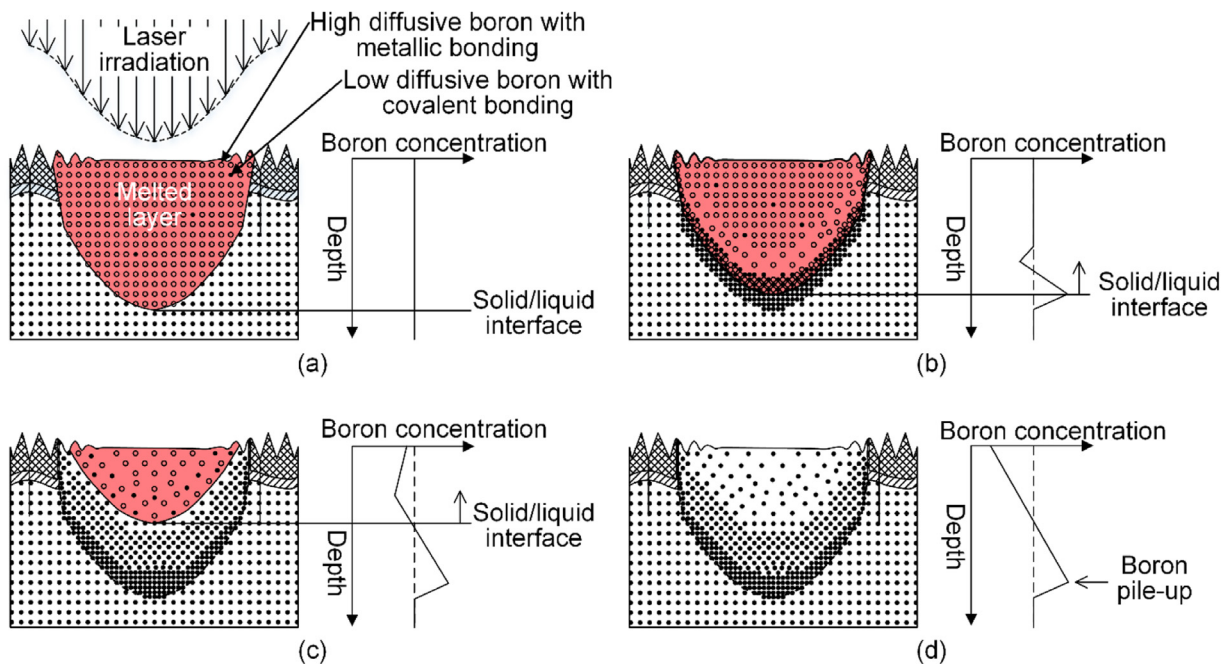 Laser
irradiation
High diffusive boron with
metallic bonding
Low diffusive boron with
covalent bonding
Melted
layer
Boron concentration
Depth
Solid/liquid
interface
(a)
Boron concentration
Depth
Solid/liquid
interface
(b)
Boron concentration
Depth
Solid/liquid
interface
(c)
Boron concentration
Depth
Boron
pile-up
(d)